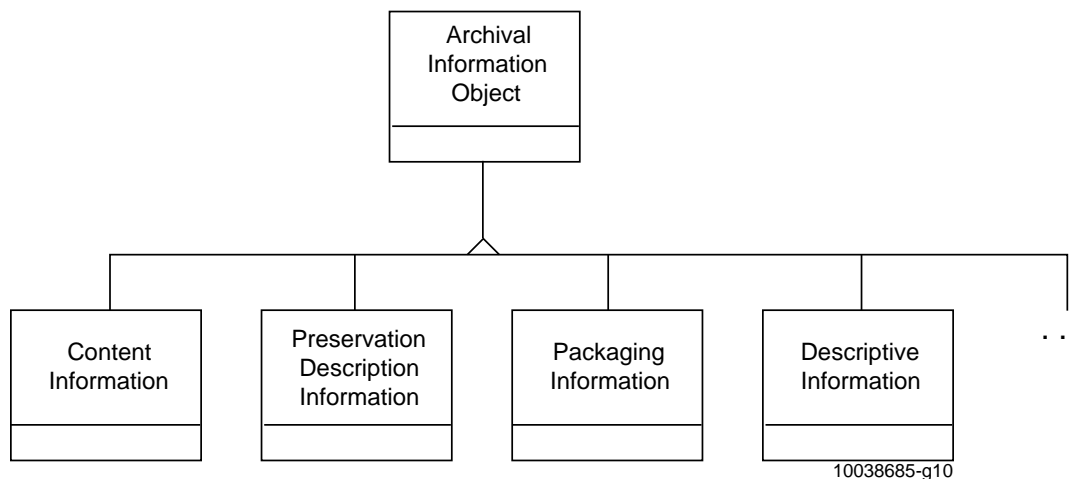 Archival
Information
Object
Content
Information
Preservation
Description
Information
Packaging
Information
Descriptive
Information
. .
10038685-g10